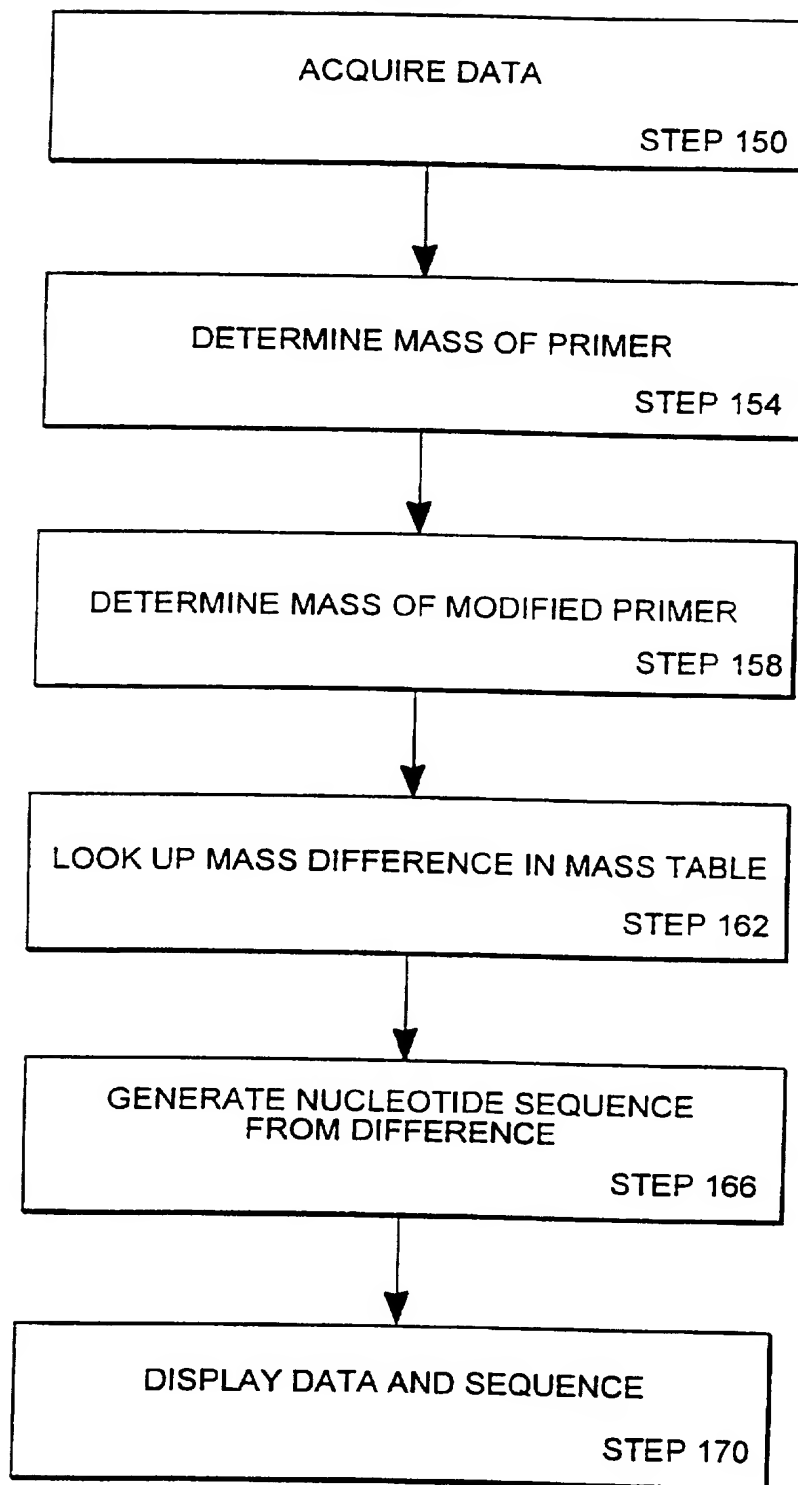 ACQUIRE DATA
STEP 150
DETERMINE MASS OF PRIMER
STEP 154
DETERMINE MASS OF MODIFIED PRIMER
STEP 158
LOOK UP MASS DIFFERENCE IN MASS TABLE
STEP 162
GENERATE NUCLEOTIDE SEQUENCE
FROM DIFFERENCE
STEP 166
DISPLAY DATA AND SEQUENCE
STEP 170